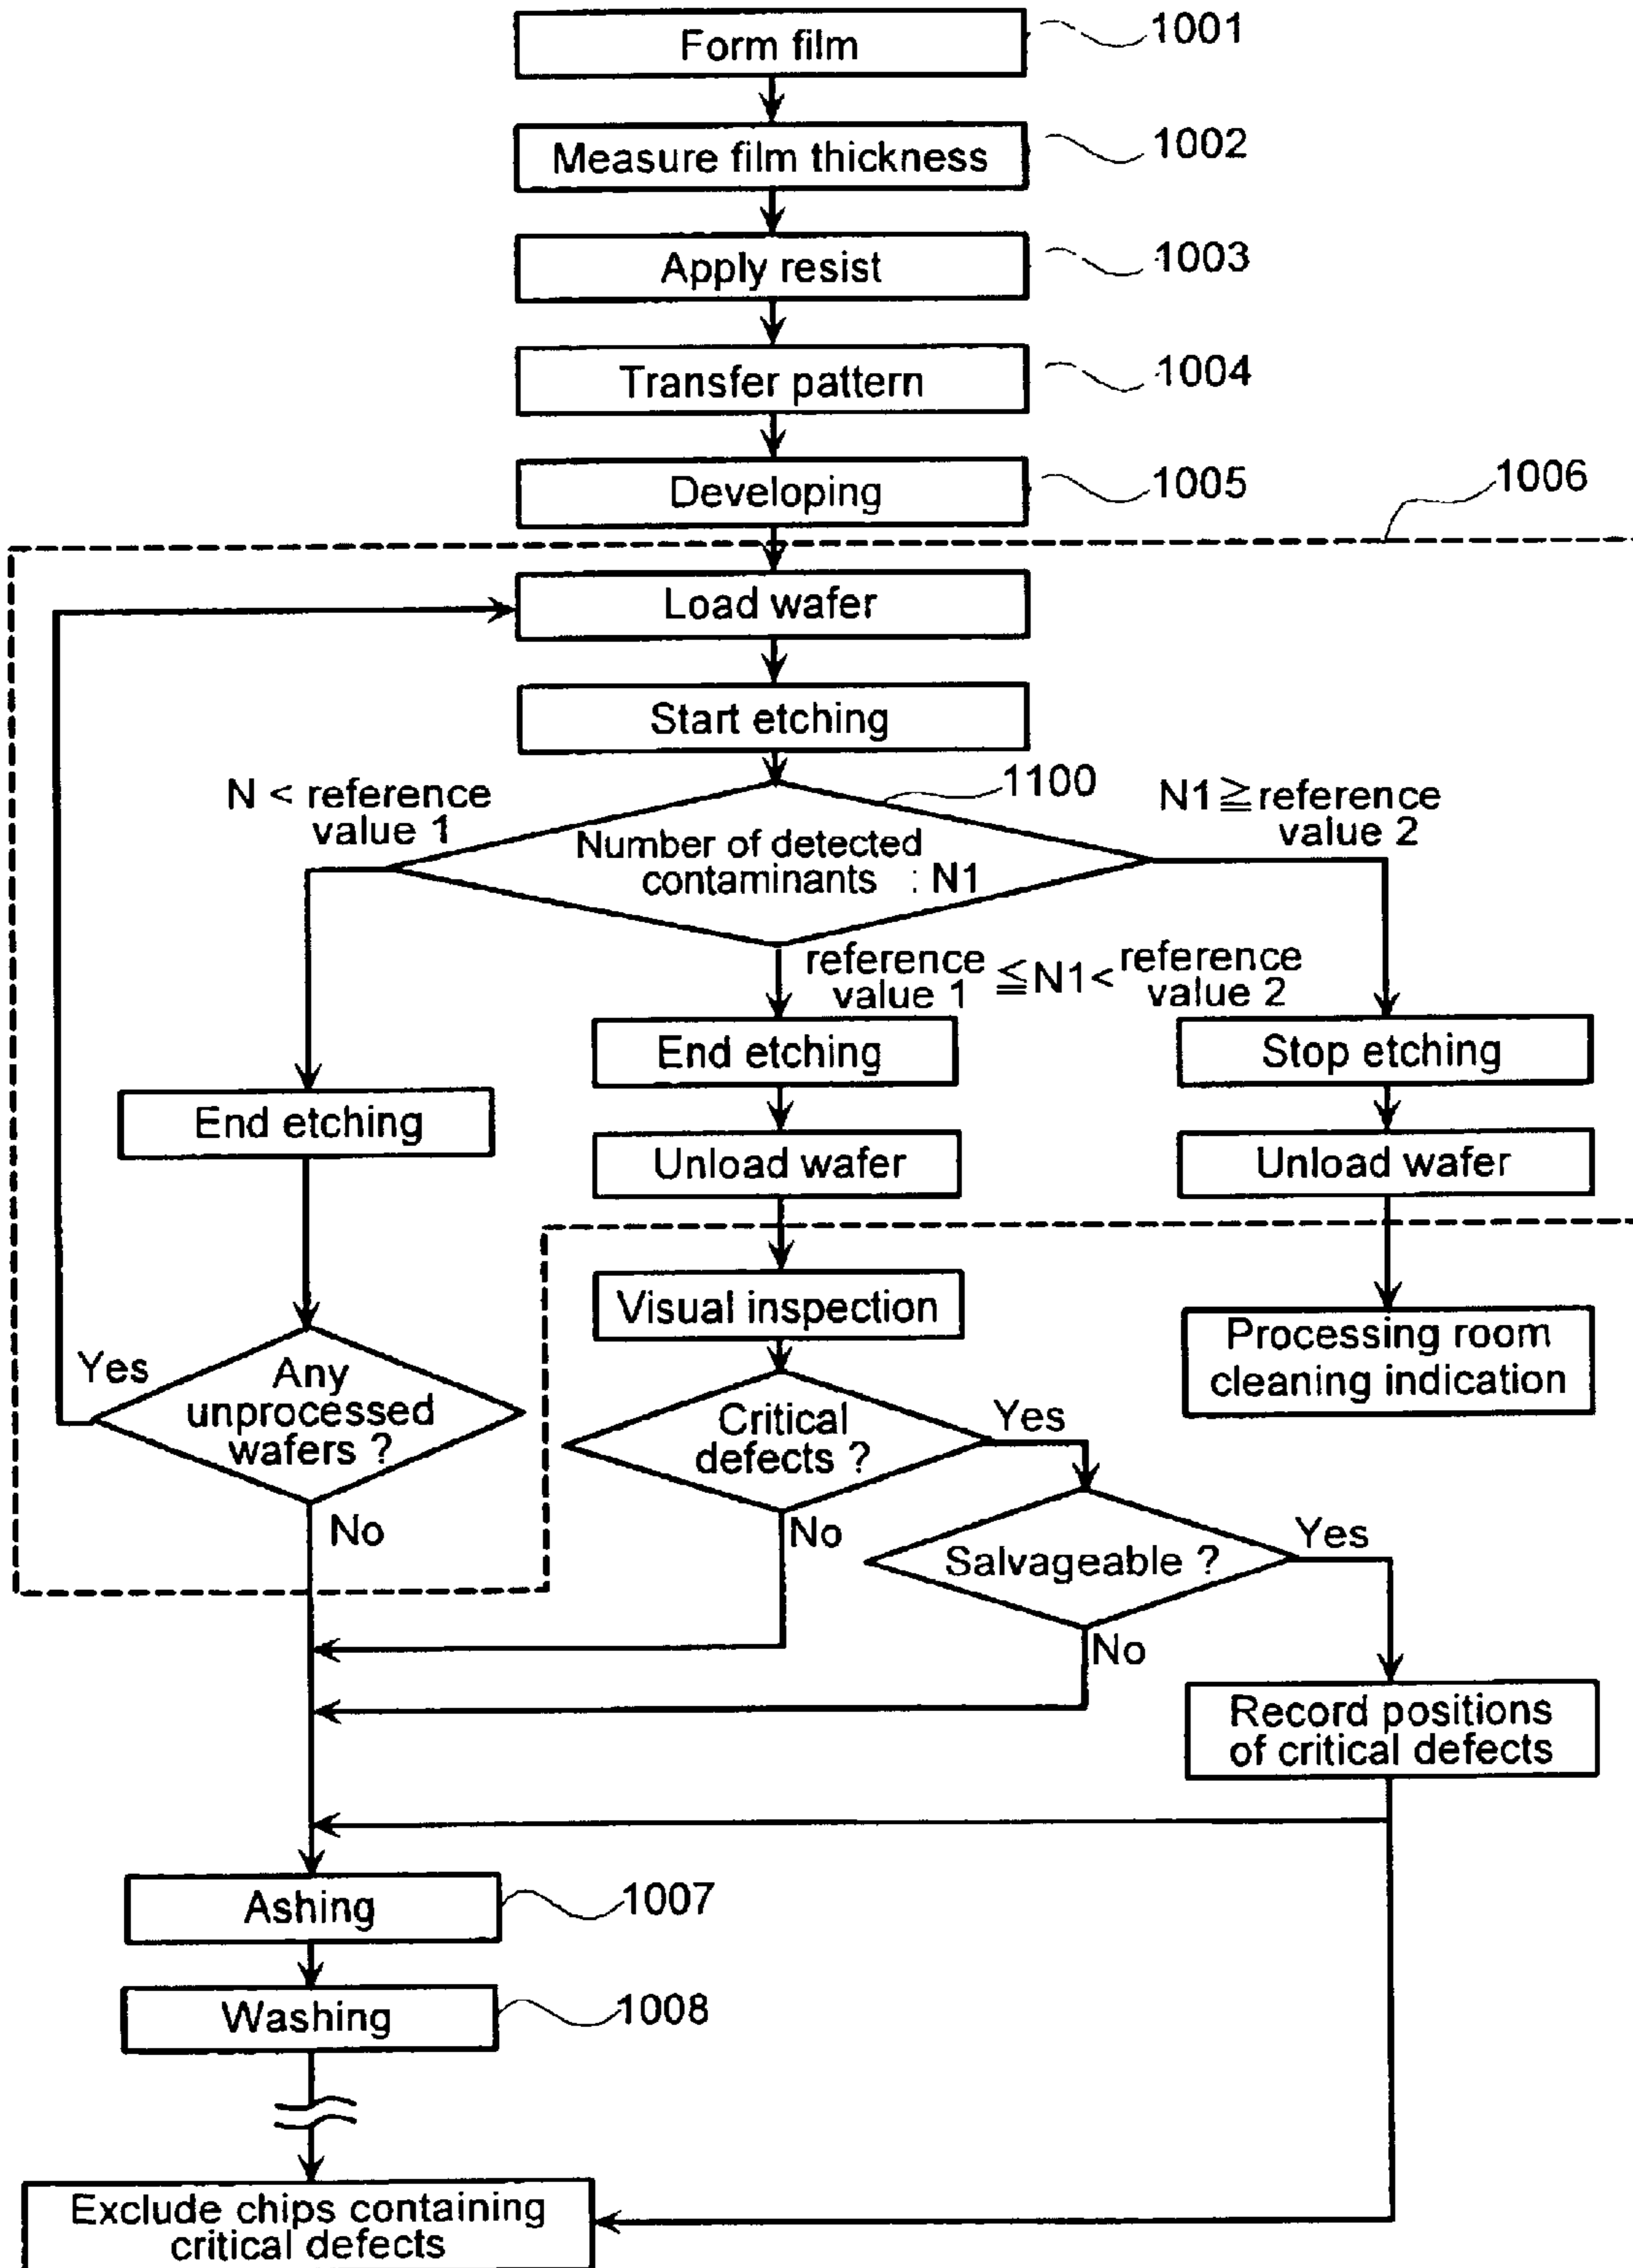 Form film
1001
Measure film thickness
1002
Apply resist
1003
Transfer pattern
1004
Developing
1005
1006
Load wafer
Start etching
1100
N < reference
value 1
Number of detected
contaminants : N1
N1 ≧ reference
value 2
reference
value 1 ≦ N1 < reference
value 2
End etching
Stop etching
End etching
Unload wafer
Unload wafer
Visual inspection
Processing room
cleaning indication
Yes
Any
unprocessed
wafers ?
No
Critical
defects ?
Yes
No
Salvageable ?
Yes
No
Record positions
of critical defects
Ashing
1007
Washing
1008
Exclude chips containing
critical defects